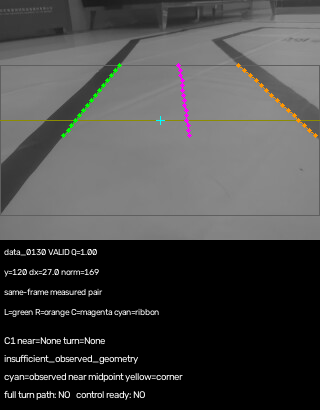 data_0130 VALID Q=1.00
y=120 dx=27.0 norm=169
same-frame measured pair
L=green R=orange C=magenta cyan=ribbon
C1 near=None turn=None
insufficient_observed_geometry
cyan=observed near midpoint yellow=corner
full turn path: NO control ready: NO